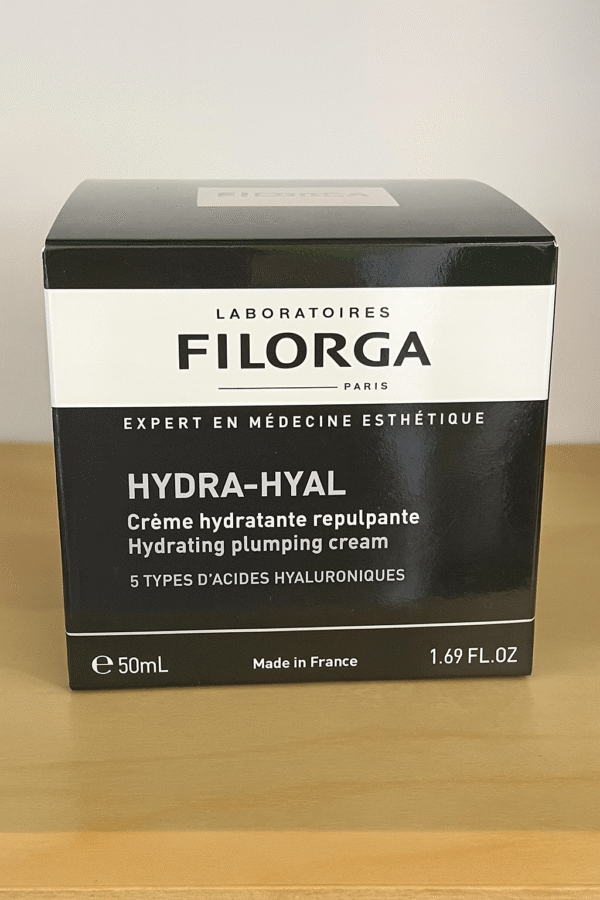 FILORGA
LABORATOIRES
FILORGA
PARIS
EXPERT EN MÉDECINE ESTHÉTIQUE
HYDRA-HYAL
Crème hydratante repulpante
Hydrating plumping cream
5 TYPES D'ACIDES HYALURONIQUES
℮ 50mL
Made in France
1.69 FL.OZ